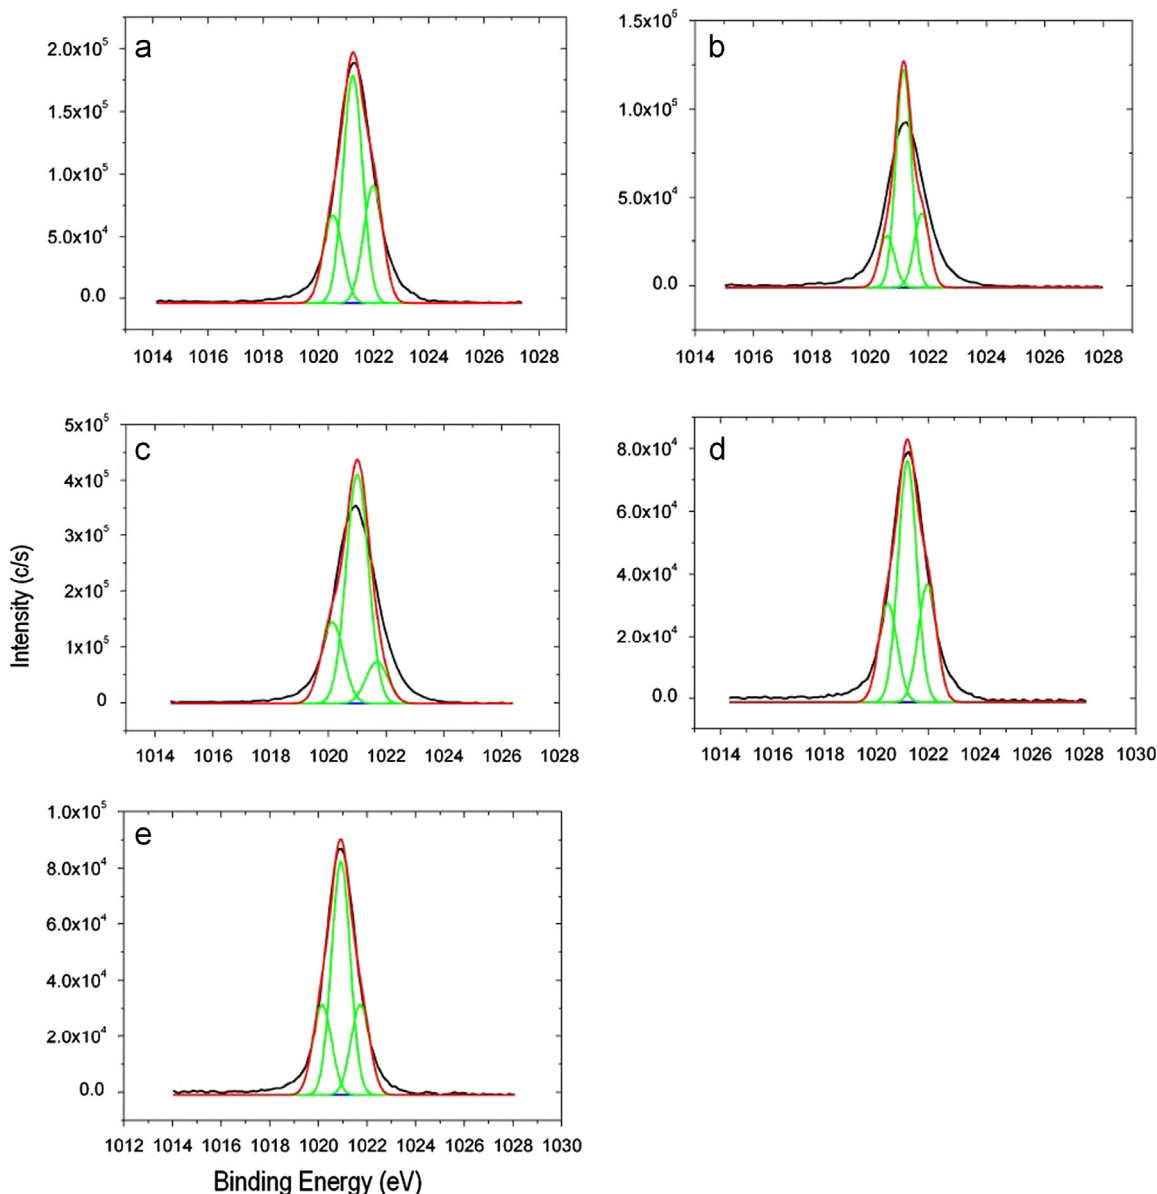 a
2.0x10⁵
1.5x10⁵
1.0x10⁵
5.0x10⁴
0.0
1014 1016 1018 1020 1022 1024 1026 1028
b
1.5x10⁵
1.0x10⁵
5.0x10⁴
0.0
1014 1016 1018 1020 1022 1024 1026 1028
c
5x10⁵
4x10⁵
3x10⁵
2x10⁵
1x10⁵
0
1014 1016 1018 1020 1022 1024 1026 1028
d
8.0x10⁴
6.0x10⁴
4.0x10⁴
2.0x10⁴
0.0
1014 1016 1018 1020 1022 1024 1026 1028 1030
Intensity (c/s)
e
1.0x10⁵
8.0x10⁴
6.0x10⁴
4.0x10⁴
2.0x10⁴
0.0
1012 1014 1016 1018 1020 1022 1024 1026 1028 1030
Binding Energy (eV)